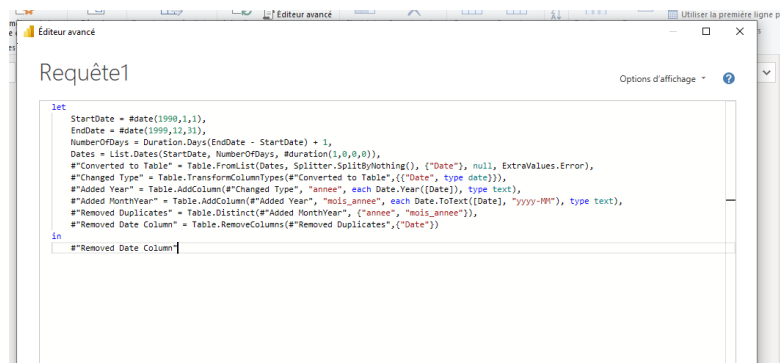 Éditeur avancé
Utiliser la première ligne p
Éditeur avancé
Requête1
Options d'affichage
let
StartDate = #date(1990,1,1),
EndDate = #date(1999,12,31),
NumberOfDays = Duration.Days(EndDate - StartDate) + 1,
Dates = List.Dates(StartDate, NumberOfDays, #duration(1,0,0,0)),
#"Converted to Table" = Table.FromList(Dates, Splitter.SplitByNothing(), {"Date"}, null, ExtraValues.Error),
#"Changed Type" = Table.TransformColumnTypes(#"Converted to Table",{{"Date", type date}}),
#"Added Year" = Table.AddColumn(#"Changed Type", "annee", each Date.Year([Date]), type text),
#"Added MonthYear" = Table.AddColumn(#"Added Year", "mois_annee", each Date.ToText([Date], "yyyy-MM"), type text),
#"Removed Duplicates" = Table.Distinct(#"Added MonthYear", {"annee", "mois_annee"}),
#"Removed Date Column" = Table.RemoveColumns(#"Removed Duplicates",{"Date"})
in
#"Removed Date Column"